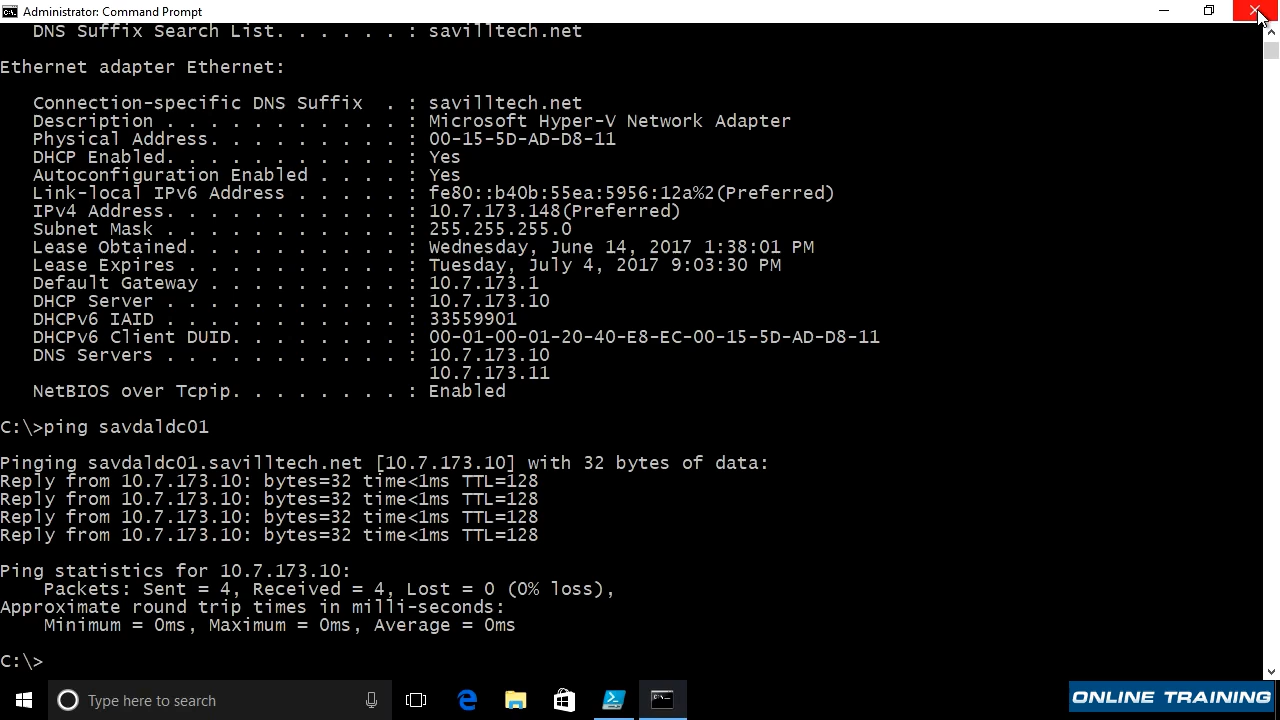 Administrator: Command Prompt
DNS Suffix Search List. . . . . . : savilltech.net
Ethernet adapter Ethernet:
Connection-specific DNS Suffix  . : savilltech.net
Description . . . . . . . . . . . : Microsoft Hyper-V Network Adapter
Physical Address. . . . . . . . . : 00-15-5D-AD-D8-11
DHCP Enabled. . . . . . . . . . . : Yes
Autoconfiguration Enabled . . . . : Yes
Link-local IPv6 Address . . . . . : fe80::b40b:55ea:5956:12a%2(Preferred)
IPv4 Address. . . . . . . . . . . : 10.7.173.148(Preferred)
Subnet Mask . . . . . . . . . . . : 255.255.255.0
Lease Obtained. . . . . . . . . . : Wednesday, June 14, 2017 1:38:01 PM
Lease Expires . . . . . . . . . . : Tuesday, July 4, 2017 9:03:30 PM
Default Gateway . . . . . . . . . : 10.7.173.1
DHCP Server . . . . . . . . . . . : 10.7.173.10
DHCPv6 IAID . . . . . . . . . . . : 33559901
DHCPv6 Client DUID. . . . . . . . : 00-01-00-01-20-40-E8-EC-00-15-5D-AD-D8-11
DNS Servers . . . . . . . . . . . : 10.7.173.10
10.7.173.11
NetBIOS over Tcpip. . . . . . . . : Enabled
C:\>ping savdaldc01
Pinging savdaldc01.savilltech.net [10.7.173.10] with 32 bytes of data:
Reply from 10.7.173.10: bytes=32 time<1ms TTL=128
Reply from 10.7.173.10: bytes=32 time<1ms TTL=128
Reply from 10.7.173.10: bytes=32 time<1ms TTL=128
Reply from 10.7.173.10: bytes=32 time<1ms TTL=128
Ping statistics for 10.7.173.10:
Packets: Sent = 4, Received = 4, Lost = 0 (0% loss),
Approximate round trip times in milli-seconds:
Minimum = 0ms, Maximum = 0ms, Average = 0ms
C:\>
Type here to search
ONLINE TRAINING